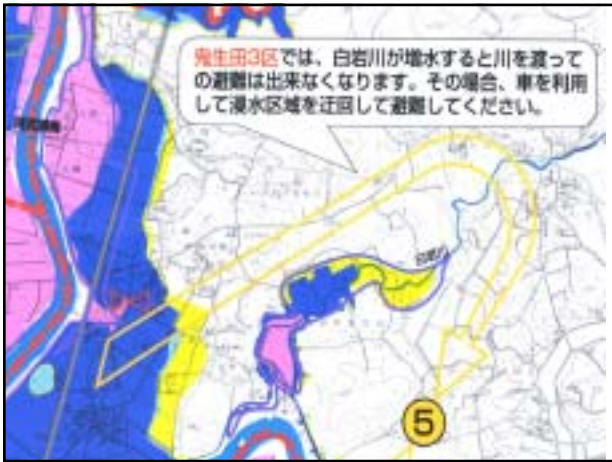 鬼生田3区では、白岩川が増水すると川を渡って
の避難は出来なくなります。その場合、車を利用
して浸水区域を迂回して避難してください。
白岩川
5